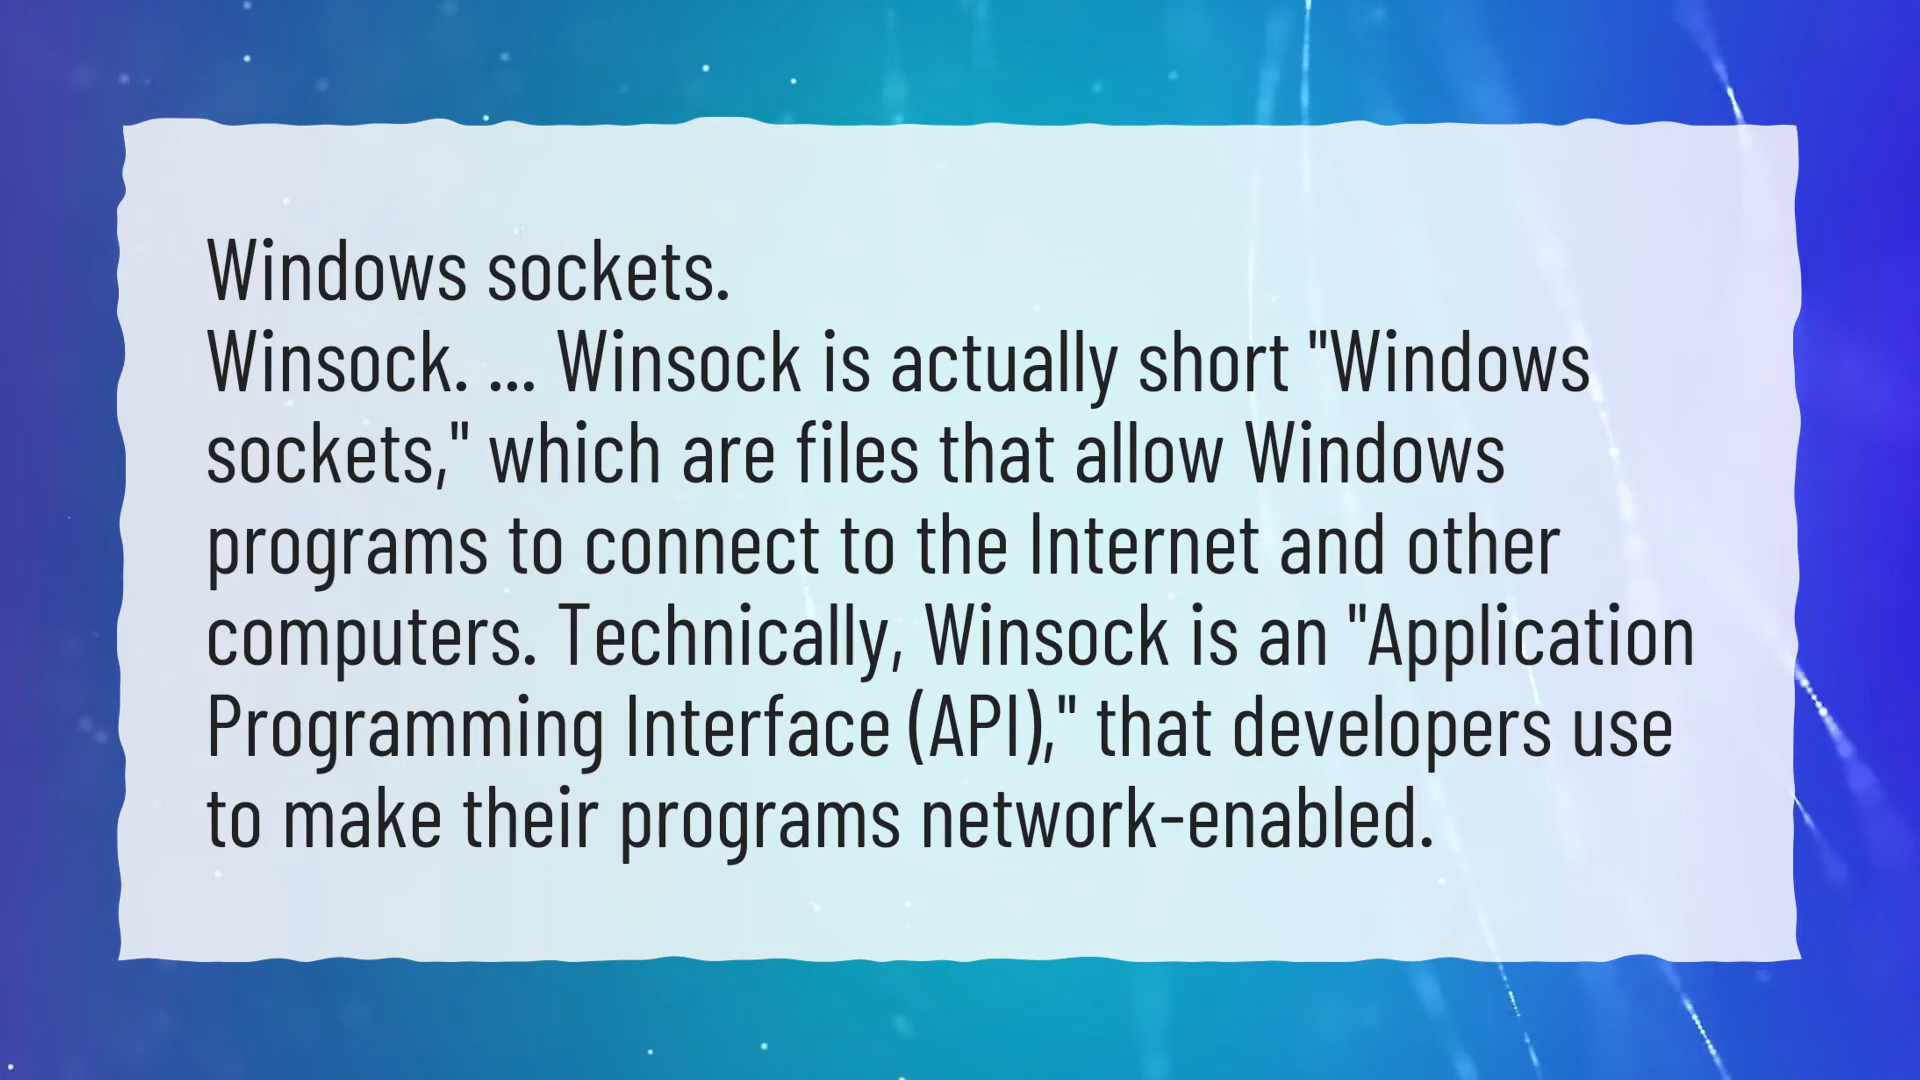 Windows sockets.
Winsock. ... Winsock is actually short "Windows
sockets," which are files that allow Windows
programs to connect to the Internet and other
computers. Technically, Winsock is an "Application
Programming Interface (API)," that developers use
to make their programs network-enabled.